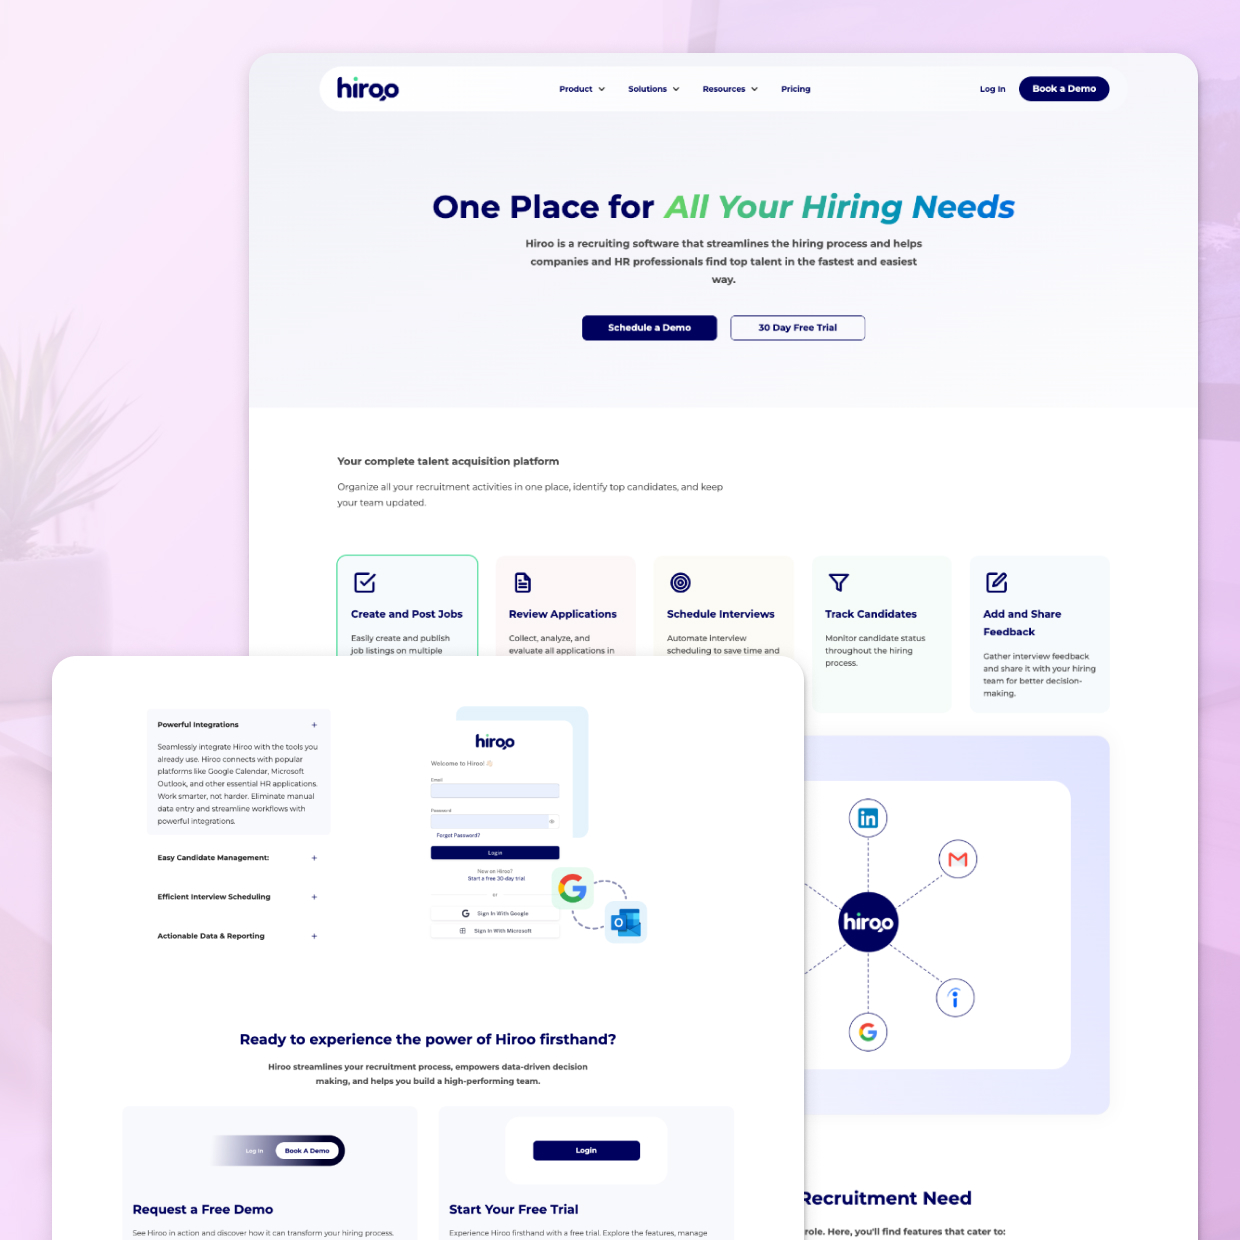 hiroo
Product
Solutions
Resources
Pricing
Log In
Book a Demo
One Place for All Your Hiring Needs
Hiroo is a recruiting software that streamlines the hiring process and helps
companies and HR professionals find top talent in the fastest and easiest
way.
Schedule a Demo
30 Day Free Trial
Your complete talent acquisition platform
Organize all your recruitment activities in one place, identify top candidates, and keep
your team updated.
Create and Post Jobs
Easily create and publish
job listings on multiple
Review Applications
Collect, analyze, and
evaluate all applications in
Schedule Interviews
Automate interview
scheduling to save time and
Track Candidates
Monitor candidate status
throughout the hiring
process.
Add and Share
Feedback
Gather interview feedback
and share it with your hiring
team for better decision-
making.
Powerful Integrations +
Seamlessly integrate Hiroo with the tools you
already use. Hiroo connects with popular
platforms like Google Calendar, Microsoft
Outlook, and other essential HR applications.
Work smarter, not harder. Eliminate manual
data entry and streamline workflows with
powerful integrations.
Easy Candidate Management: +
Efficient Interview Scheduling +
Actionable Data & Reporting +
hiroo
Welcome to Hiroo! 👋🏻
Email
Password
Forgot Password?
Login
New on Hiroo?
Start a free 30-day trial
or
Sign In With Google
Sign In With Microsoft
in
hiroo
Ready to experience the power of Hiroo firsthand?
Hiroo streamlines your recruitment process, empowers data-driven decision
making, and helps you build a high-performing team.
Log In
Book A Demo
Request a Free Demo
See Hiroo in action and discover how it can transform your hiring process.
Login
Start Your Free Trial
Experience Hiroo firsthand with a free trial. Explore the features, manage
Recruitment Need
role. Here, you'll find features that cater to: